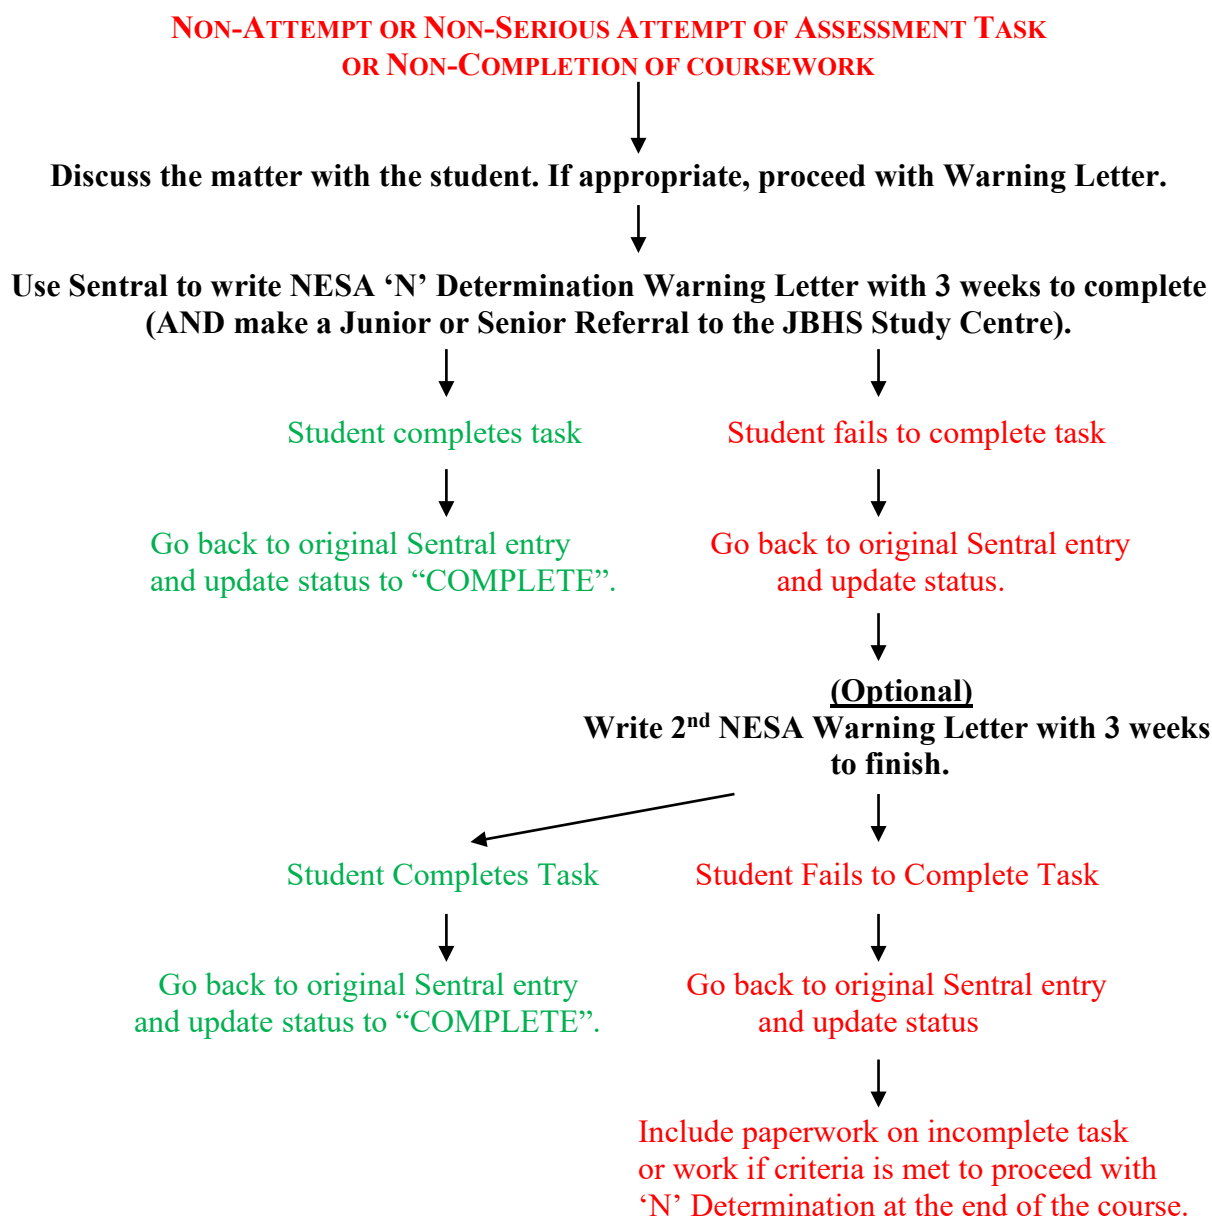 NON-ATTEMPT OR NON-SERIOUS ATTEMPT OF ASSESSMENT TASK
OR NON-COMPLETION OF COURSEWORK
Discuss the matter with the student. If appropriate, proceed with Warning Letter.
Use Sentral to write NESA ‘N’ Determination Warning Letter with 3 weeks to complete
(AND make a Junior or Senior Referral to the JBHS Study Centre).
Student completes task
Student fails to complete task
Go back to original Sentral entry
and update status to “COMPLETE”.
Go back to original Sentral entry
and update status.
(Optional)
Write 2nd NESA Warning Letter with 3 weeks
to finish.
Student Completes Task
Student Fails to Complete Task
Go back to original Sentral entry
and update status to “COMPLETE”.
Go back to original Sentral entry
and update status
Include paperwork on incomplete task
or work if criteria is met to proceed with
‘N’ Determination at the end of the course.